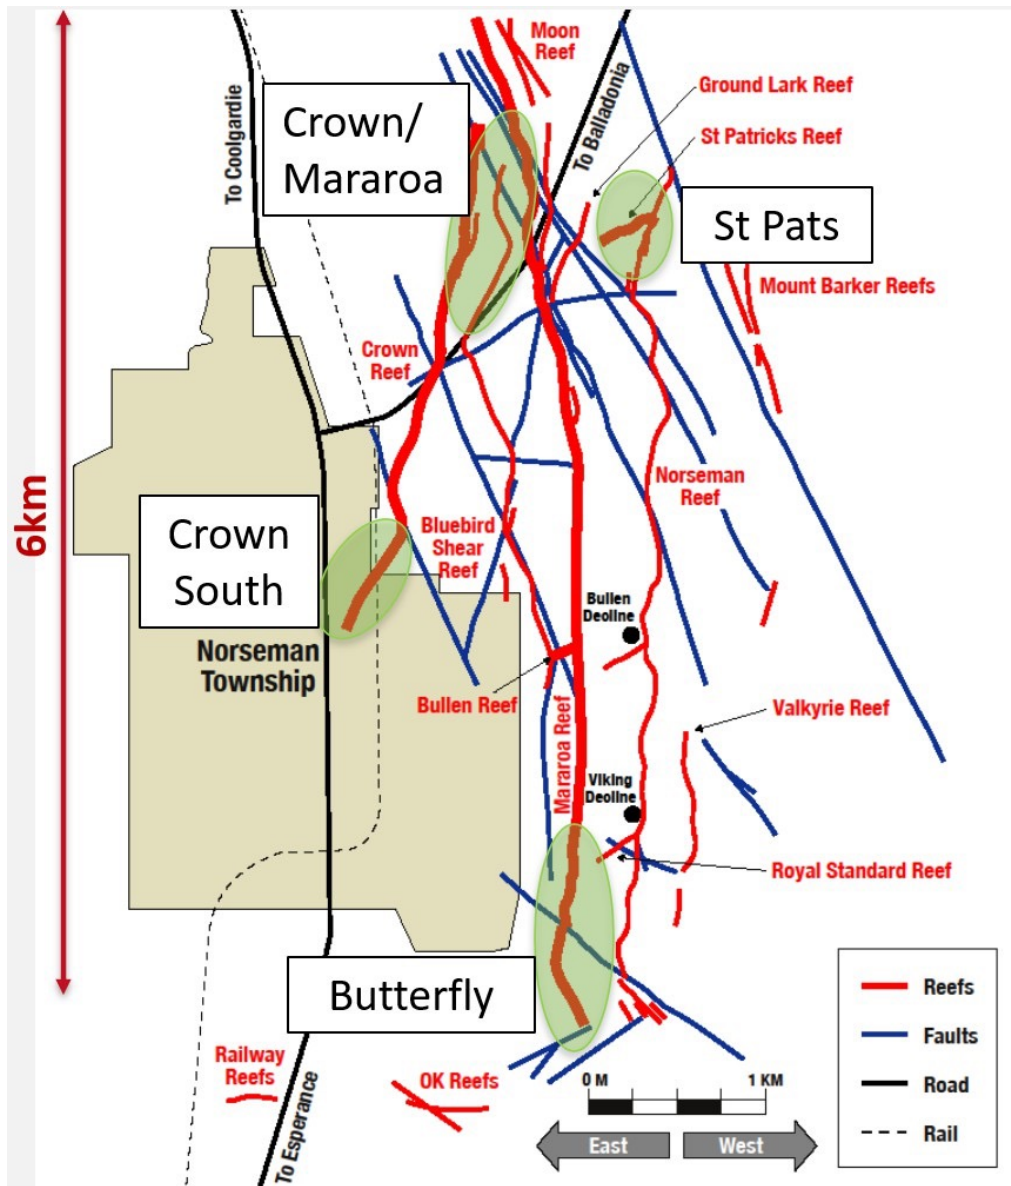 Moon
Reef
To Coolgardie
To Balladonia
Crown/
Mararoa
Ground Lark Reef
St Patricks Reef
St Pats
Mount Barker Reefs
Crown
Reef
6km
Norseman
Reef
Crown
South
Bluebird
Shear
Reef
Bullen
Deoline
Norseman
Township
Bullen Reef
Mararoa Reef
Valkyrie Reef
Viking
Deoline
Royal Standard Reef
Butterfly
Reefs
Faults
Road
Rail
Railway
Reefs
OK Reefs
To Esperance
0 M
1 KM
East
West